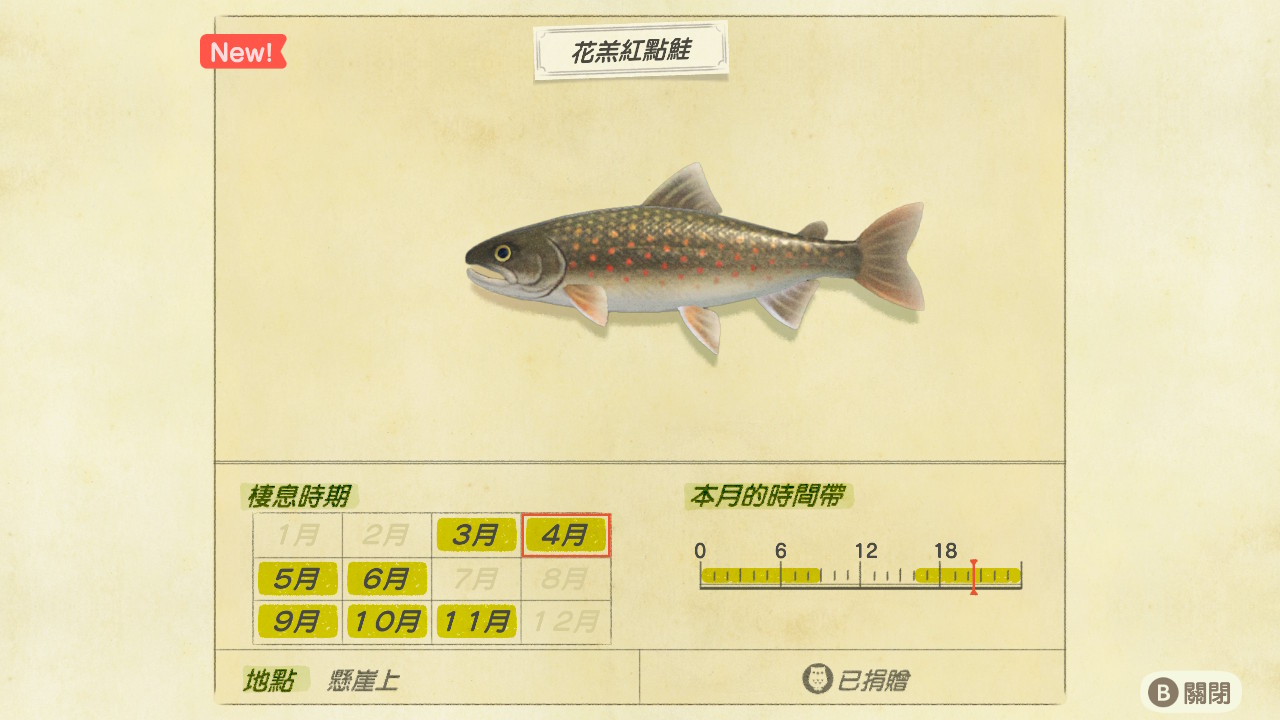 New!
花羔紅點鮭
棲息時期
1月 2月 3月 4月
5月 6月 7月 8月
9月 10月 11月 12月
本月的時間帶
0 6 12 18
地點 懸崖上
已捐贈
B 關閉